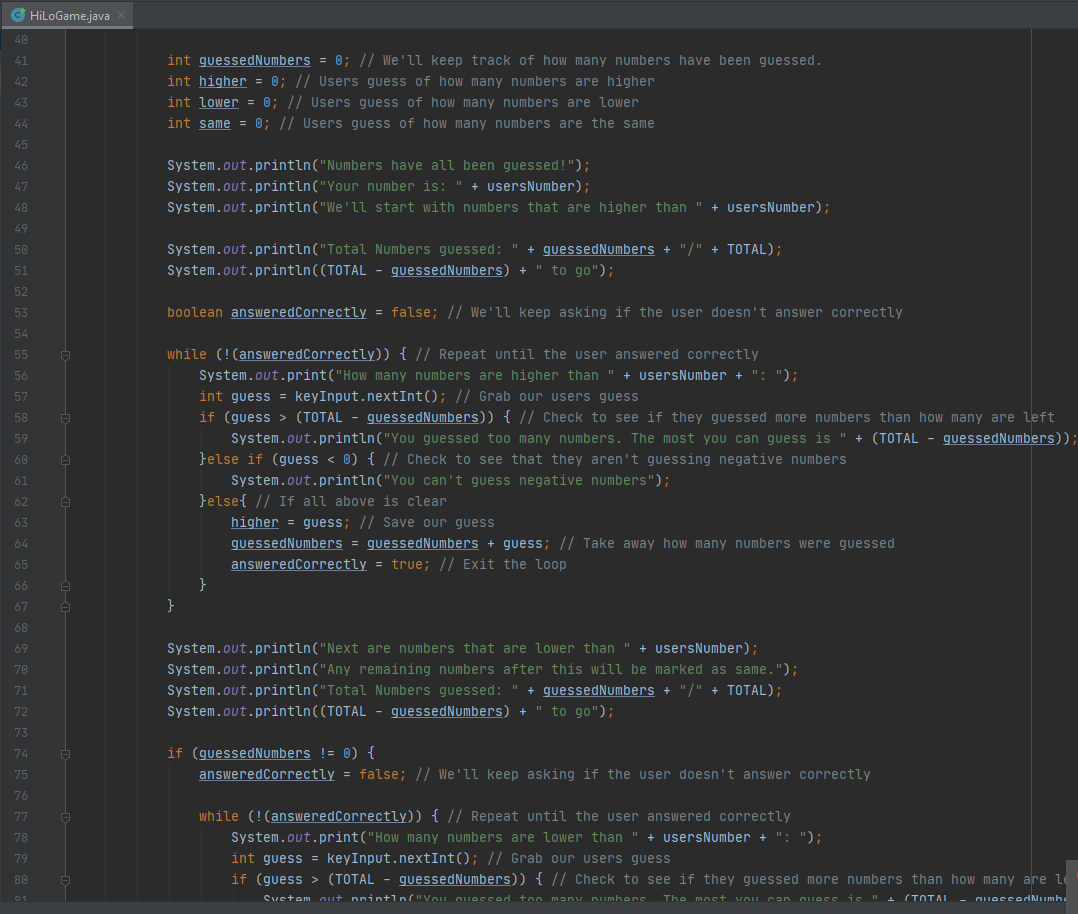 HiLoGame.java
40
41 int guessedNumbers = 0; // We'll keep track of how many numbers have been guessed.
42 int higher = 0; // Users guess of how many numbers are higher
43 int lower = 0; // Users guess of how many numbers are lower
44 int same = 0; // Users guess of how many numbers are the same
45
46 System.out.println("Numbers have all been guessed!");
47 System.out.println("Your number is: " + usersNumber);
48 System.out.println("We'll start with numbers that are higher than " + usersNumber);
49
50 System.out.println("Total Numbers guessed: " + guessedNumbers + "/" + TOTAL);
51 System.out.println((TOTAL - guessedNumbers) + " to go");
52
53 boolean answeredCorrectly = false; // We'll keep asking if the user doesn't answer correctly
54
55 while (!(answeredCorrectly)) { // Repeat until the user answered correctly
56 System.out.print("How many numbers are higher than " + usersNumber + ": ");
57 int guess = keyInput.nextInt(); // Grab our users guess
58 if (guess > (TOTAL - guessedNumbers)) { // Check to see if they guessed more numbers than how many are left
59 System.out.println("You guessed too many numbers. The most you can guess is " + (TOTAL - guessedNumbers));
60 }else if (guess < 0) { // Check to see that they aren't guessing negative numbers
61 System.out.println("You can't guess negative numbers");
62 }else{ // If all above is clear
63 higher = guess; // Save our guess
64 guessedNumbers = guessedNumbers + guess; // Take away how many numbers were guessed
65 answeredCorrectly = true; // Exit the loop
66 }
67 }
68
69 System.out.println("Next are numbers that are lower than " + usersNumber);
70 System.out.println("Any remaining numbers after this will be marked as same.");
71 System.out.println("Total Numbers guessed: " + guessedNumbers + "/" + TOTAL);
72 System.out.println((TOTAL - guessedNumbers) + " to go");
73
74 if (guessedNumbers != 0) {
75 answeredCorrectly = false; // We'll keep asking if the user doesn't answer correctly
76
77 while (!(answeredCorrectly)) { // Repeat until the user answered correctly
78 System.out.print("How many numbers are lower than " + usersNumber + ": ");
79 int guess = keyInput.nextInt(); // Grab our users guess
80 if (guess > (TOTAL - guessedNumbers)) { // Check to see if they guessed more numbers than how many are
81 System.out.println("You guessed too many numbers. The most you can guess is " + (TOTAL -